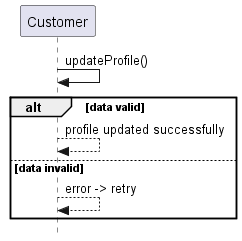 Customer
updateProfile()
alt [data valid]
profile updated successfully
[data invalid]
error -> retry